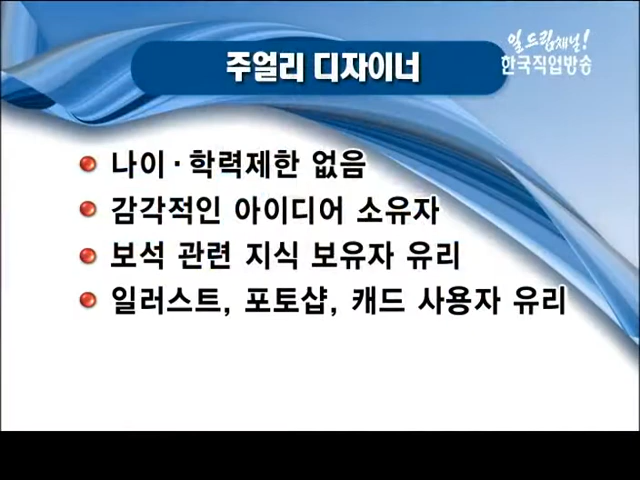 일드림채널!
한국직업방송
주얼리 디자이너
나이·학력제한 없음
감각적인 아이디어 소유자
보석 관련 지식 보유자 유리
일러스트, 포토샵, 캐드 사용자 유리